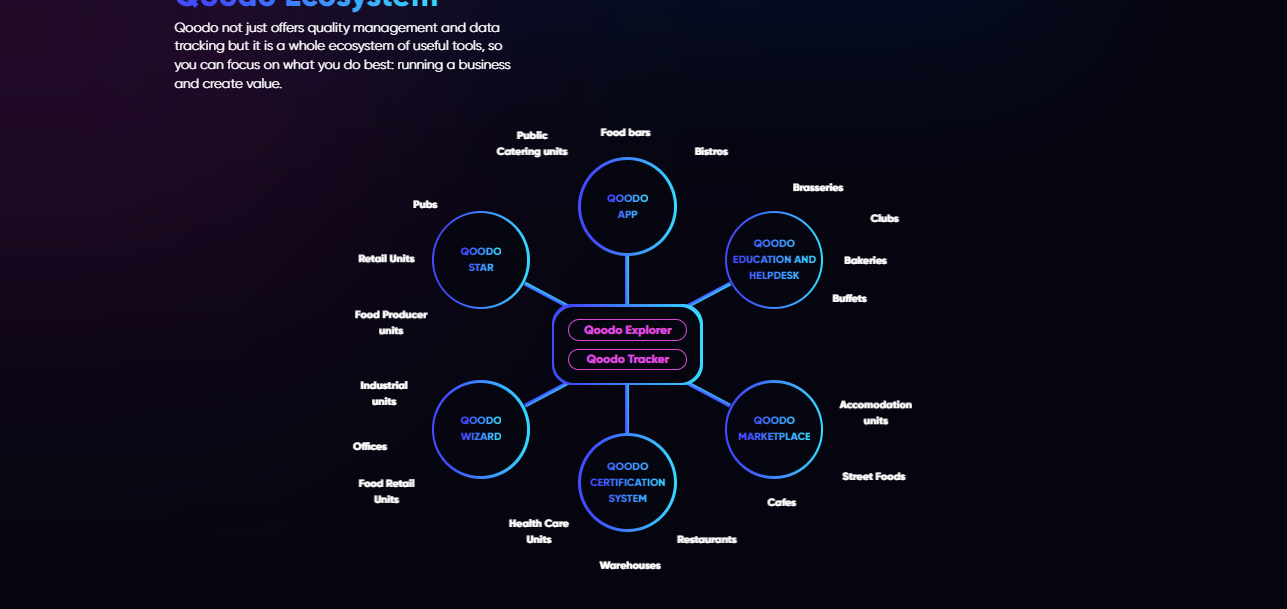 Qoodo Ecosystem
Qoodo not just offers quality management and data
tracking but it is a whole ecosystem of useful tools, so
you can focus on what you do best: running a business
and create value.
Public
Catering units
Food bars
Bistros
Brasseries
Clubs
Pubs
QOODO
APP
Retail Units
QOODO
STAR
QOODO
EDUCATION AND
HELPDESK
Bakeries
Buffets
Food Producer
units
Qoodo Explorer
Qoodo Tracker
Industrial
units
Accomodation
units
Offices
QOODO
WIZARD
QOODO
MARKETPLACE
Food Retail
Units
QOODO
CERTIFICATION
SYSTEM
Street Foods
Cafes
Health Care
Units
Restaurants
Warehouses